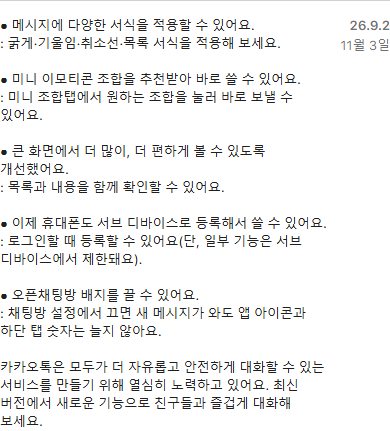 ● 메시지에 다양한 서식을 적용할 수 있어요.
26.9.2
: 굵게·기울임·취소선·목록 서식을 적용해 보세요.
11월 3일
● 미니 이모티콘 조합을 추천받아 바로 쓸 수 있어요.
: 미니 조합탭에서 원하는 조합을 눌러 바로 보낼 수
있어요.
● 큰 화면에서 더 많이, 더 편하게 볼 수 있도록
개선했어요.
: 목록과 내용을 함께 확인할 수 있어요.
● 이제 휴대폰도 서브 디바이스로 등록해서 쓸 수 있어요.
: 로그인할 때 등록할 수 있어요(단, 일부 기능은 서브
디바이스에서 제한돼요).
● 오픈채팅방 배지를 끌 수 있어요.
: 채팅방 설정에서 끄면 새 메시지가 와도 앱 아이콘과
하단 탭 숫자는 늘지 않아요.
카카오톡은 모두가 더 자유롭고 안전하게 대화할 수 있는
서비스를 만들기 위해 열심히 노력하고 있어요. 최신
버전에서 새로운 기능으로 친구들과 즐겁게 대화해
보세요.